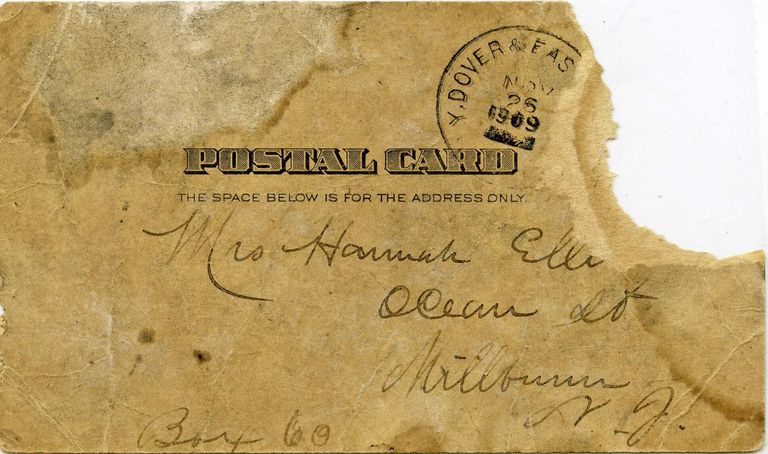 Y. DOVER & EAS
NOV
26
1909
POSTAL CARD
THE SPACE BELOW IS FOR THE ADDRESS ONLY.
Mrs Hannah
Ocean St
Millburn
N. J.
Box 60